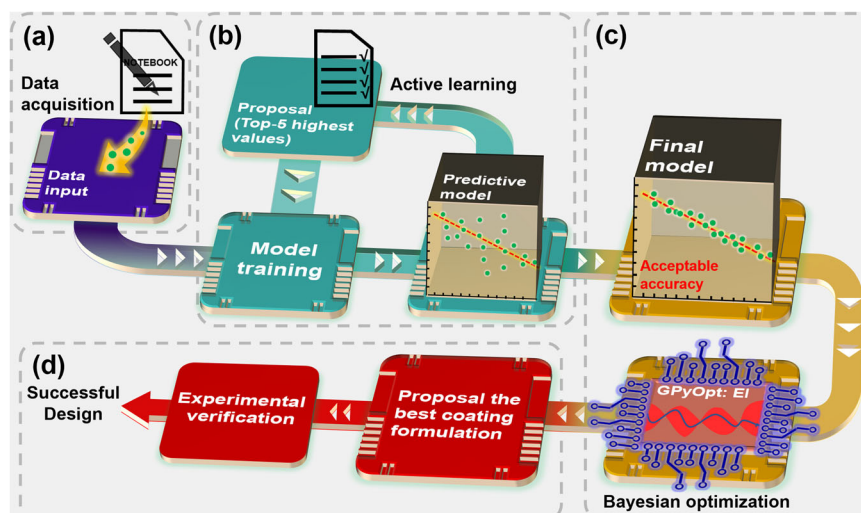 (a)
NOTEBOOK
Data
acquisition
Data
input
(b)
Active learning
Proposal
(Top-5 highest
values)
Model
training
Predictive
model
(c)
Final
model
Acceptable
accuracy
GPyOpt: EI
Bayesian optimization
(d)
Proposal the
best coating
formulation
Experimental
verification
Successful
Design